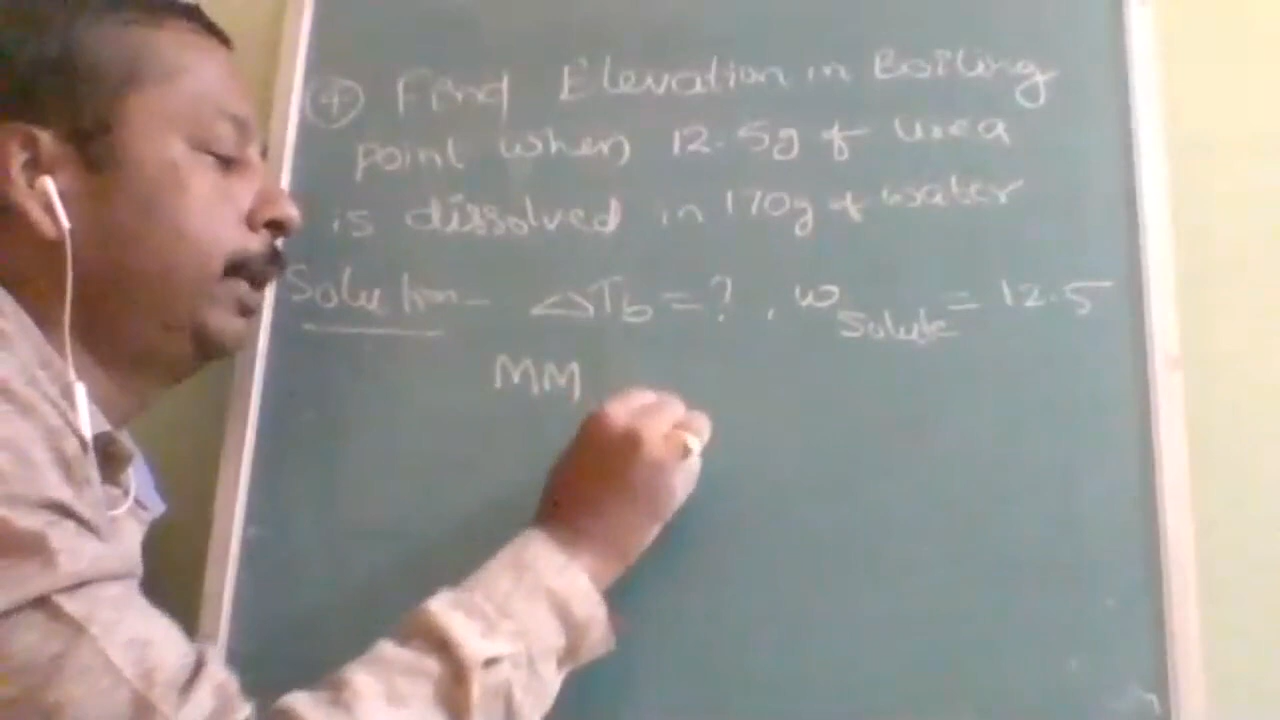 ④ Find Elevation in Boiling
point when 12.5g of urea
is dissolved in 170g of water
Solution - ΔTb = ? , w solute = 12.5
MM